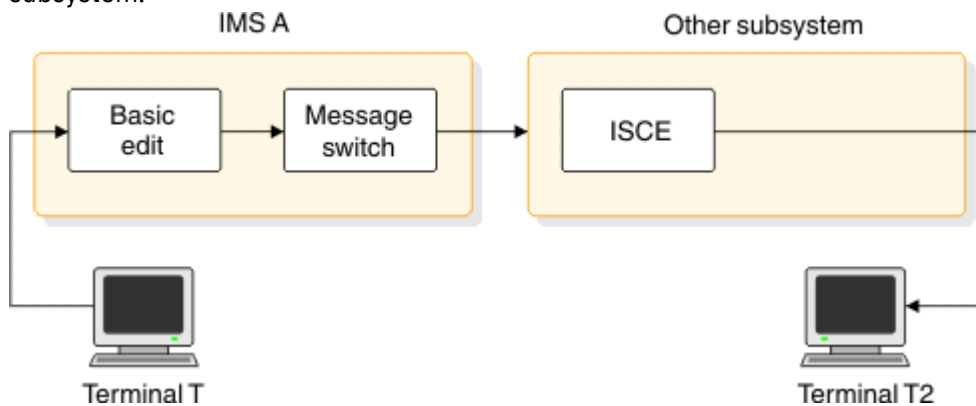 subsystem.
IMS A
Other subsystem
Basic
edit
Message
switch
ISCE
Terminal T
Terminal T2